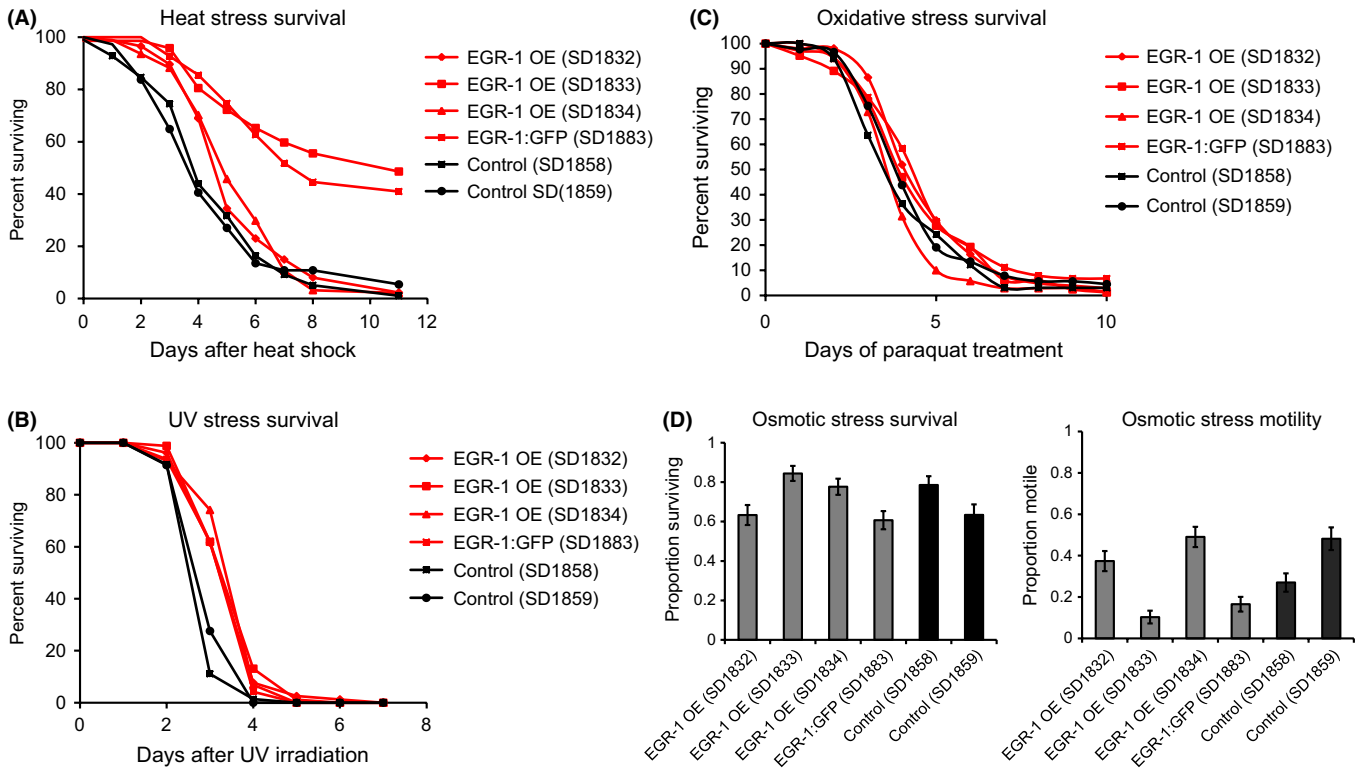 (A)
Heat stress survival
Percent surviving
100
80
60
40
20
0
0 2 4 6 8 10 12
Days after heat shock
EGR-1 OE (SD1832)
EGR-1 OE (SD1833)
EGR-1 OE (SD1834)
EGR-1:GFP (SD1883)
Control (SD1858)
Control SD(1859)
(C)
Oxidative stress survival
Percent surviving
100
90
80
70
60
50
40
30
20
10
0
0 5 10
Days of paraquat treatment
EGR-1 OE (SD1832)
EGR-1 OE (SD1833)
EGR-1 OE (SD1834)
EGR-1:GFP (SD1883)
Control (SD1858)
Control (SD1859)
(B)
UV stress survival
Percent surviving
100
80
60
40
20
0
0 2 4 6 8
Days after UV irradiation
EGR-1 OE (SD1832)
EGR-1 OE (SD1833)
EGR-1 OE (SD1834)
EGR-1:GFP (SD1883)
Control (SD1858)
Control (SD1859)
(D)
Osmotic stress survival
Proportion surviving
1
0.8
0.6
0.4
0.2
0
EGR-1 OE (SD1832)
EGR-1 OE (SD1833)
EGR-1 OE (SD1834)
EGR-1:GFP (SD1883)
Control (SD1858)
Control (SD1859)
Osmotic stress motility
Proportion motile
1
0.8
0.6
0.4
0.2
0
EGR-1 OE (SD1832)
EGR-1 OE (SD1833)
EGR-1 OE (SD1834)
EGR-1:GFP (SD1883)
Control (SD1858)
Control (SD1859)